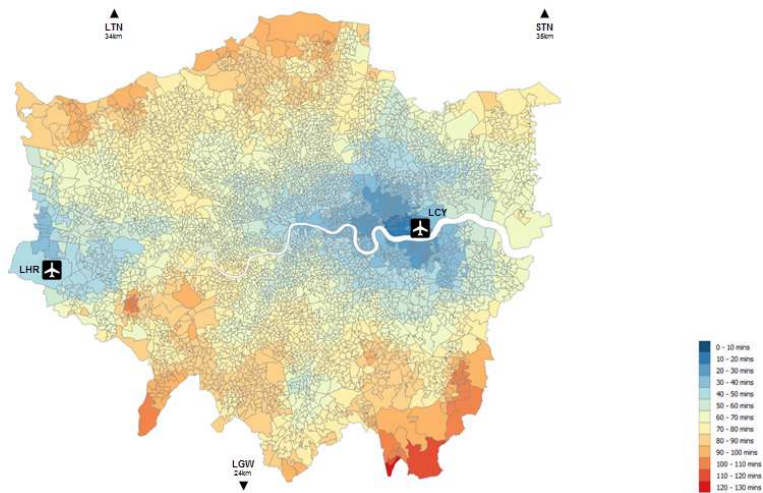 LTN
34km
STN
35km
LCY
LHR
LGW
24km
0 - 10 mins
10 - 20 mins
20 - 30 mins
30 - 40 mins
40 - 50 mins
50 - 60 mins
60 - 70 mins
70 - 80 mins
80 - 90 mins
90 - 100 mins
100 - 110 mins
110 - 120 mins
120 - 130 mins